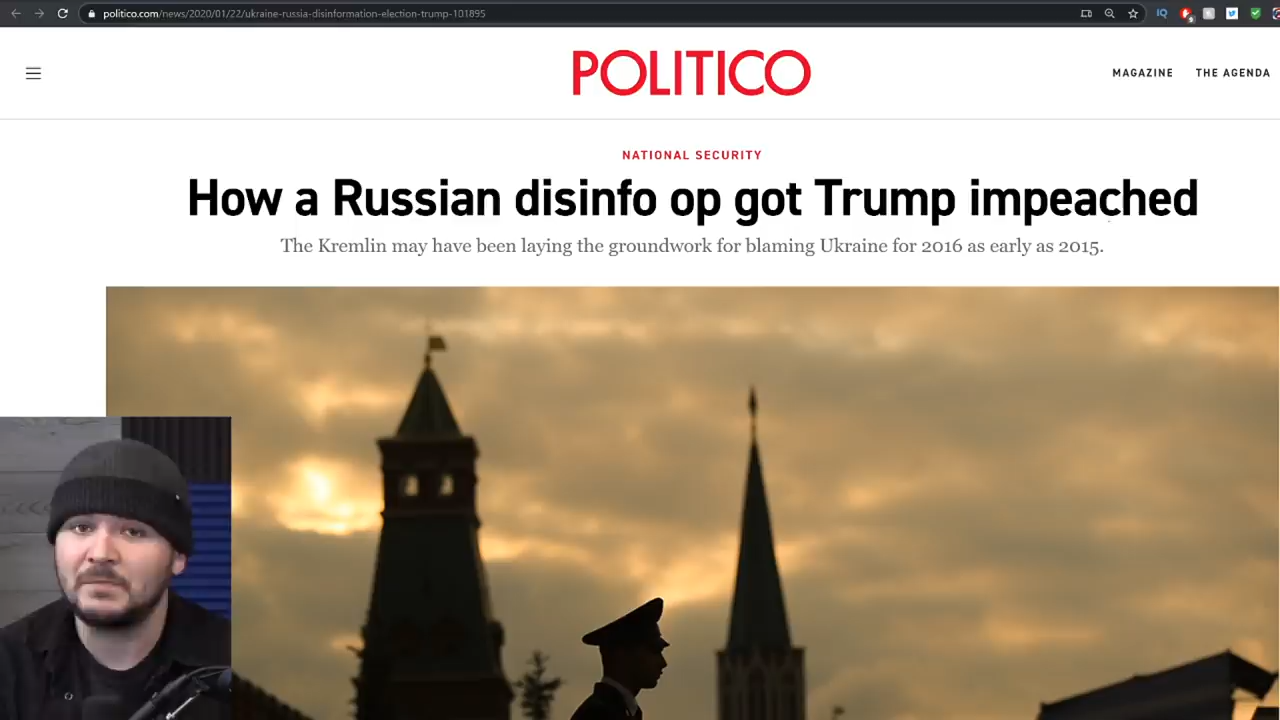 politico.com/news/2020/01/22/ukraine-russia-disinformation-election-trump-101895
POLITICO
MAGAZINE THE AGENDA
NATIONAL SECURITY
How a Russian disinfo op got Trump impeached
The Kremlin may have been laying the groundwork for blaming Ukraine for 2016 as early as 2015.